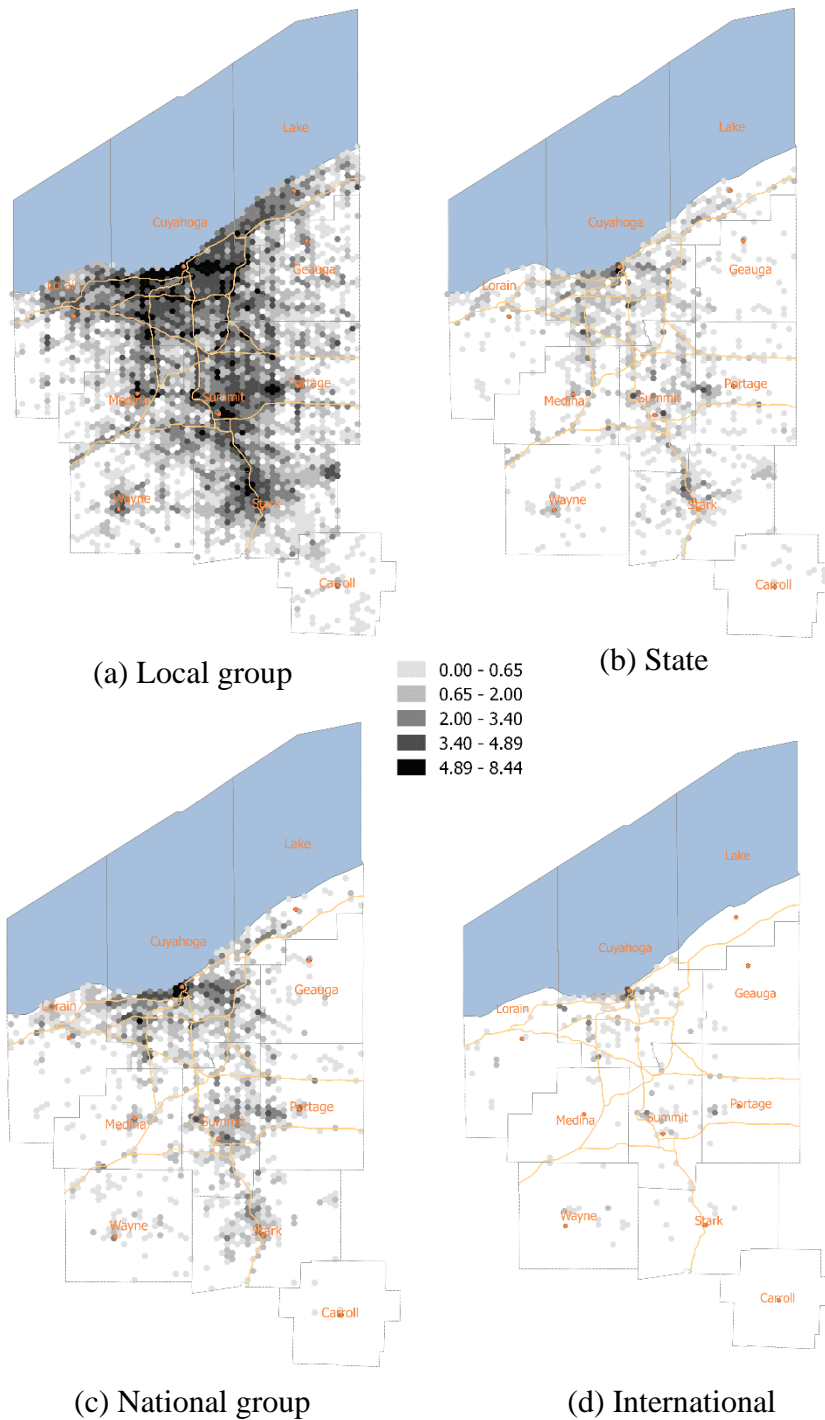 Lake
Cuyahoga
Geauga
Lorain
Portage
Summit
Medina
Wayne
Stark
Carroll
(a) Local group
Lake
Cuyahoga
Geauga
Lorain
Portage
Medina
Summit
Wayne
Stark
Carroll
(b) State
0.00 - 0.65
0.65 - 2.00
2.00 - 3.40
3.40 - 4.89
4.89 - 8.44
Lake
Cuyahoga
Geauga
Lorain
Portage
Medina
Summit
Wayne
Stark
Carroll
(c) National group
Lake
Cuyahoga
Geauga
Lorain
Portage
Medina
Summit
Wayne
Stark
Carroll
(d) International